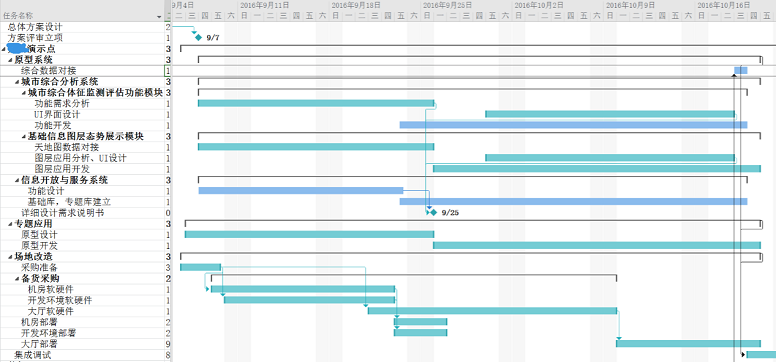 任务名称
9月4日 2016年9月11日 2016年9月18日 2016年9月25日 2016年10月2日 2016年10月9日 2016年10月16日
二 三 四 五 六 日 一 二 三 四 五 六 日 一 二 三 四 五 六 日 一 二 三 四 五 六 日 一 二 三 四 五 六 日 一 二 三 四 五 六 日 一 二 三 四 五
总体方案设计 2
方案评审立项 1 9/7
演示点 3
原型系统 3
综合数据对接 1
城市综合分析系统 3
城市综合体征监测评估功能模块 3
功能需求分析 1
UI界面设计 1
功能开发 1
基础信息图层态势展示模块 3
天地图数据对接 1
图层应用分析、UI设计 1
图层应用开发 1
信息开放与服务系统 3
功能设计 1
基础库，专题库建立 1
详细设计需求说明书 0 9/25
专题应用 3
原型设计 1
原型开发 1
场地改造 3
采购准备 3
备货采购 2
机房软硬件 1
开发环境软硬件 1
大厅软硬件 1
机房部署 2
开发环境部署 2
大厅部署 9
集成调试 8